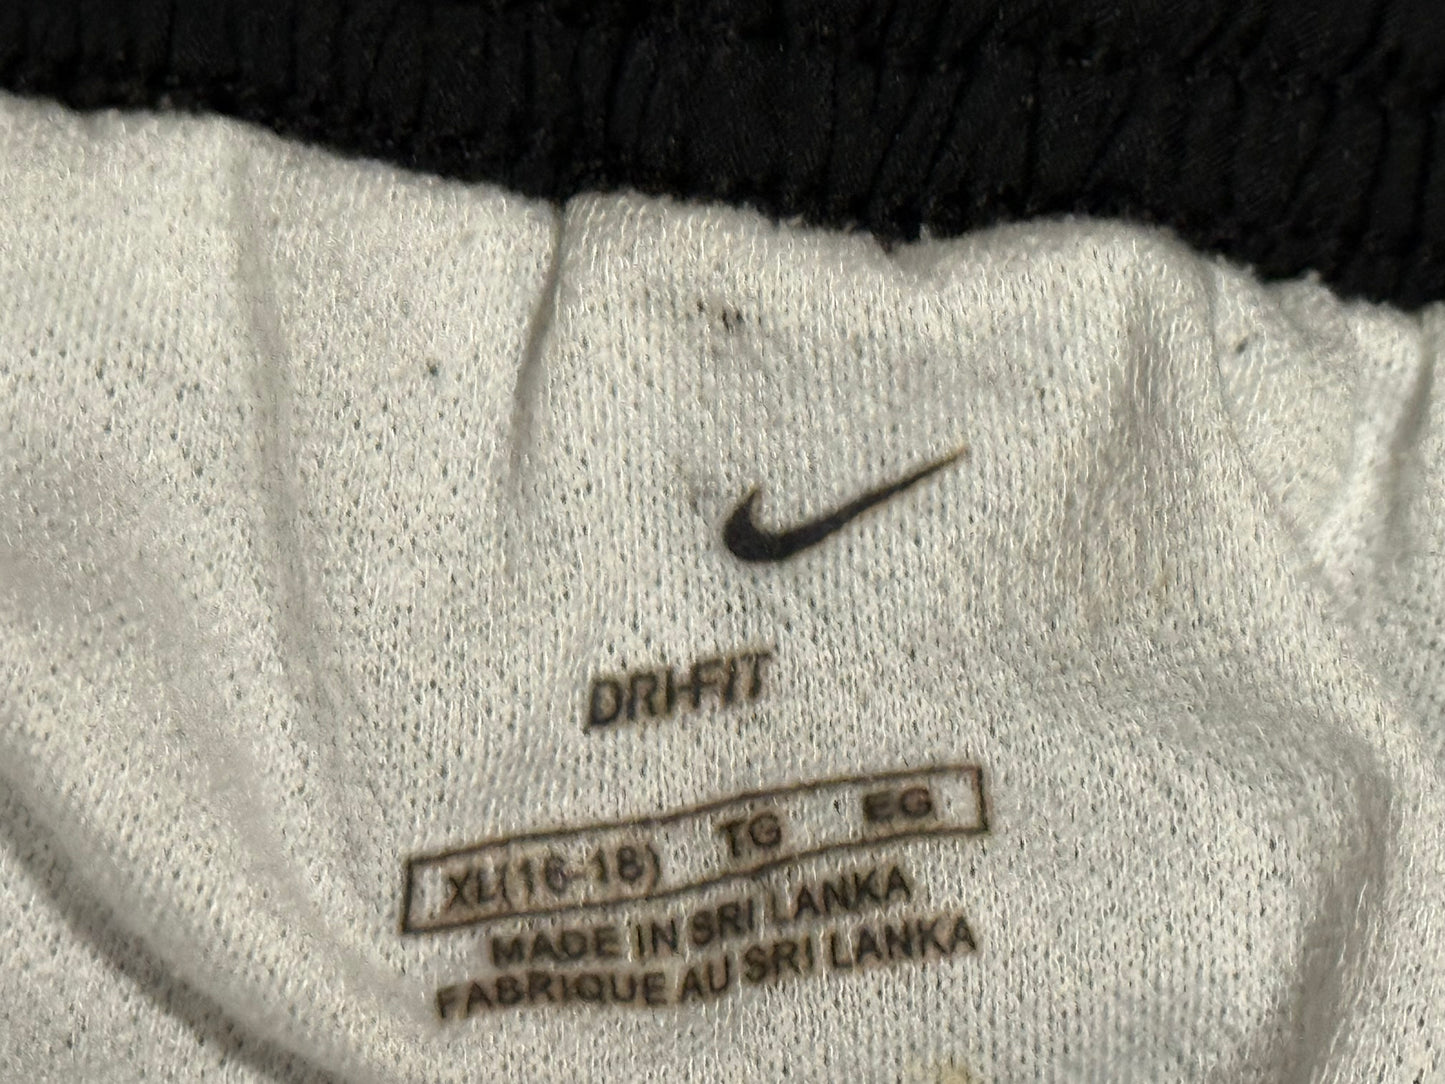 DRI-FIT
XL(16-18) TG EG
MADE IN SRI LANKA
FABRIQUE AU SRI LANKA